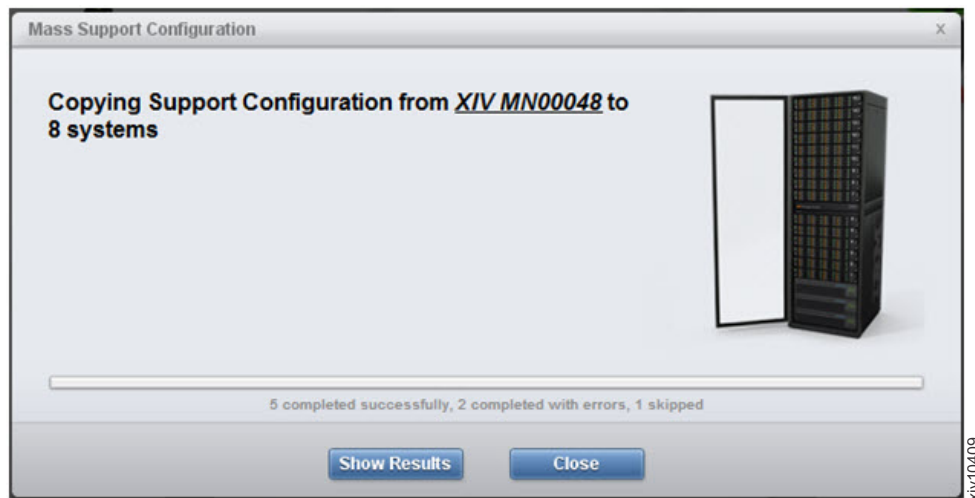 Mass Support Configuration
x
Copying Support Configuration from XIV MN00048 to
8 systems
5 completed successfully, 2 completed with errors, 1 skipped
Show Results
Close
xiv10409